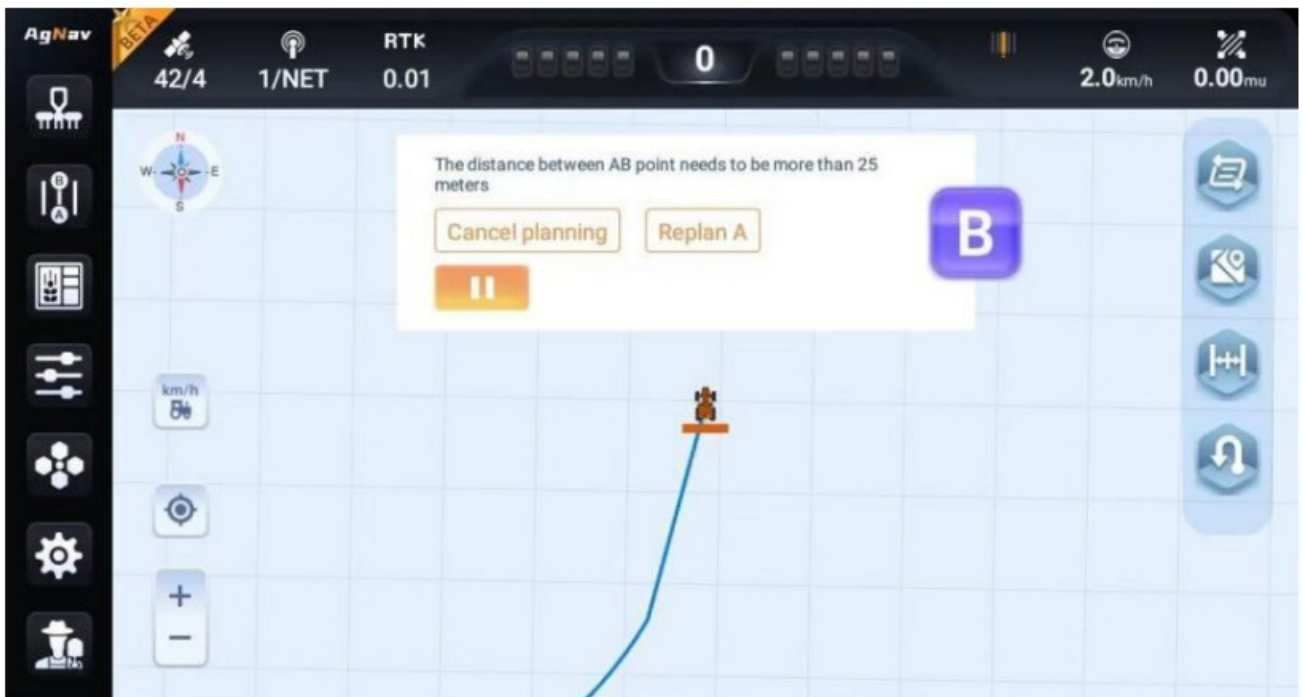 AgNav
BETA
42/4
1/NET
RTK
0.01
0
2.0km/h
0.00mu
N
W
E
S
The distance between AB point needs to be more than 25
meters
Cancel planning
Replan A
B
B
A
km/h
+
−